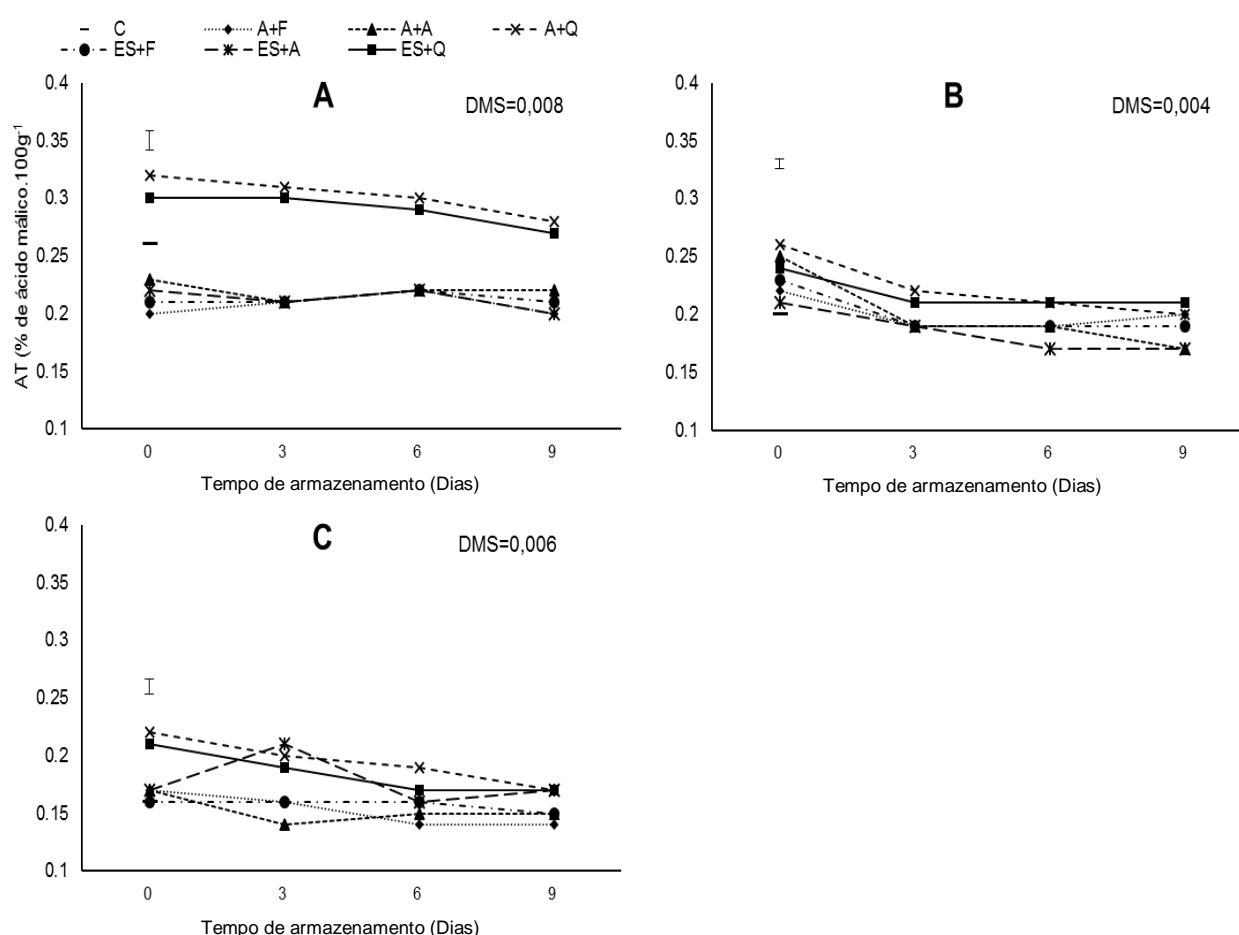 C A+F A+A A+Q
ES+F ES+A ES+Q
A
DMS=0,008
AT (% de ácido málico.100g⁻¹
0.4
0.35
0.3
0.25
0.2
0.15
0.1
0 3 6 9
Tempo de armazenamento (Dias)
B
DMS=0,004
0.4
0.35
0.3
0.25
0.2
0.15
0.1
0 3 6 9
Tempo de armazenamento (Dias)
C
DMS=0,006
0.4
0.35
0.3
0.25
0.2
0.15
0.1
0 3 6 9
Tempo de armazenamento (Dias)